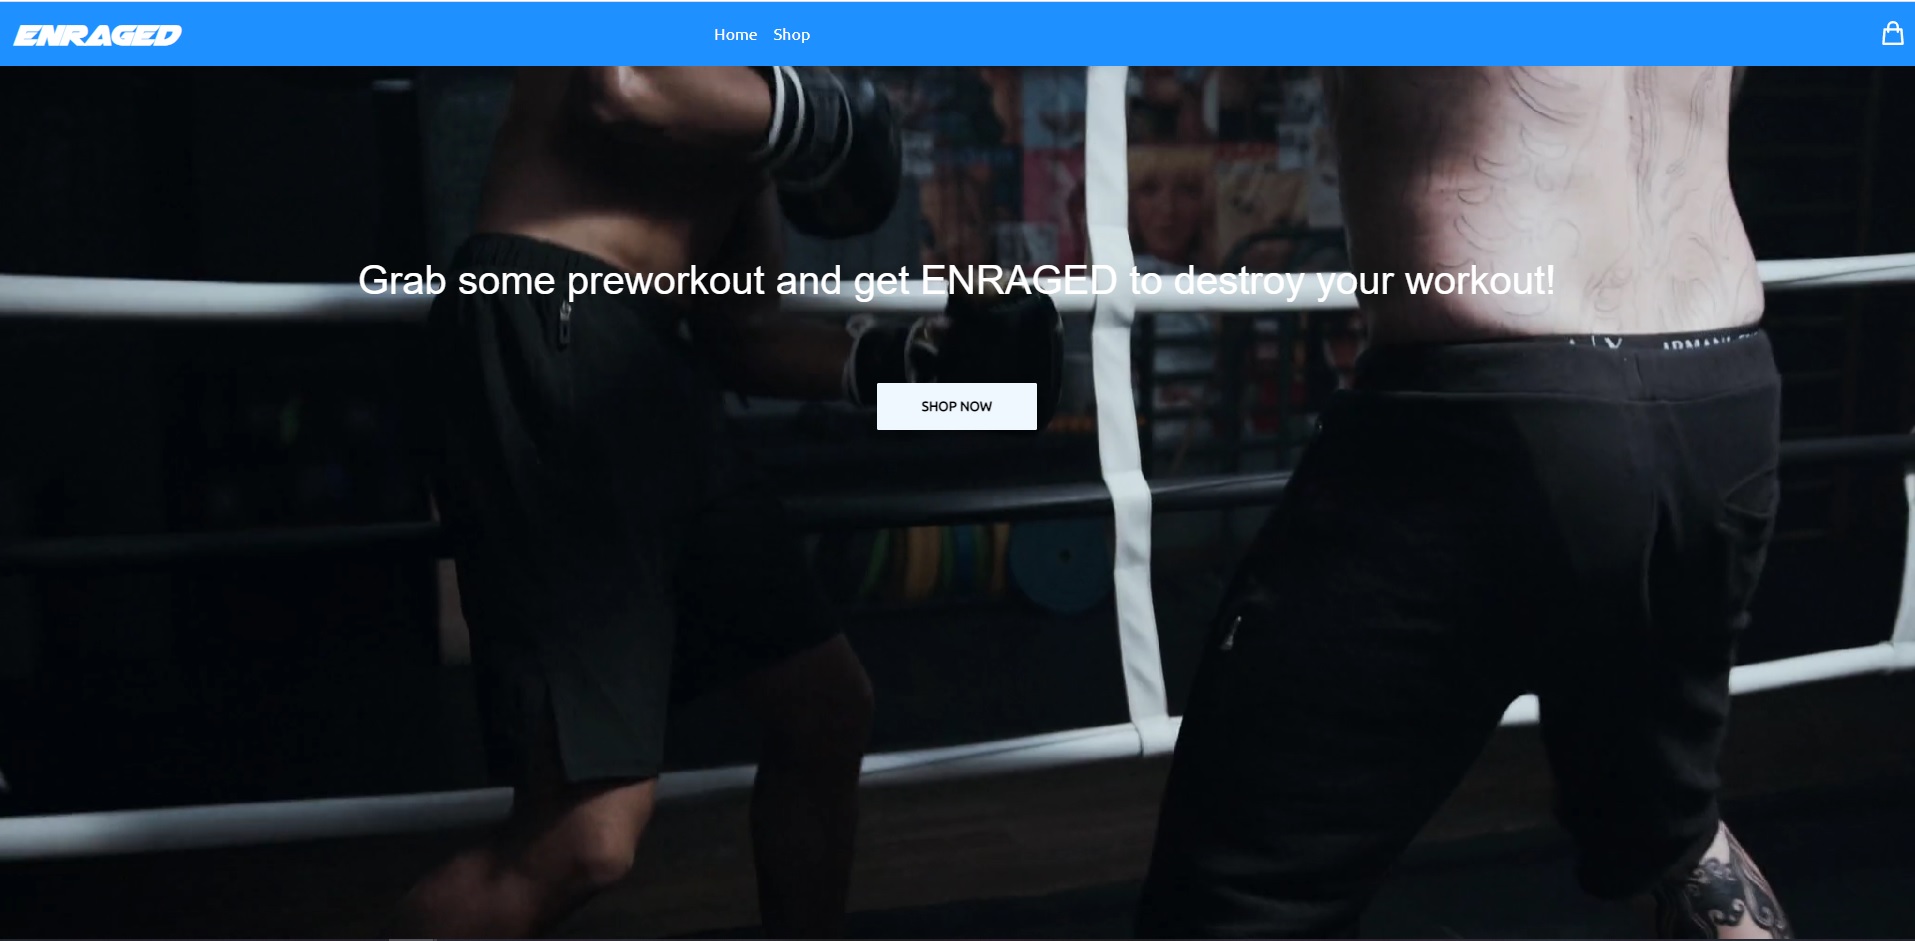 ENRAGED
Home Shop
Grab some preworkout and get ENRAGED to destroy your workout!
SHOP NOW